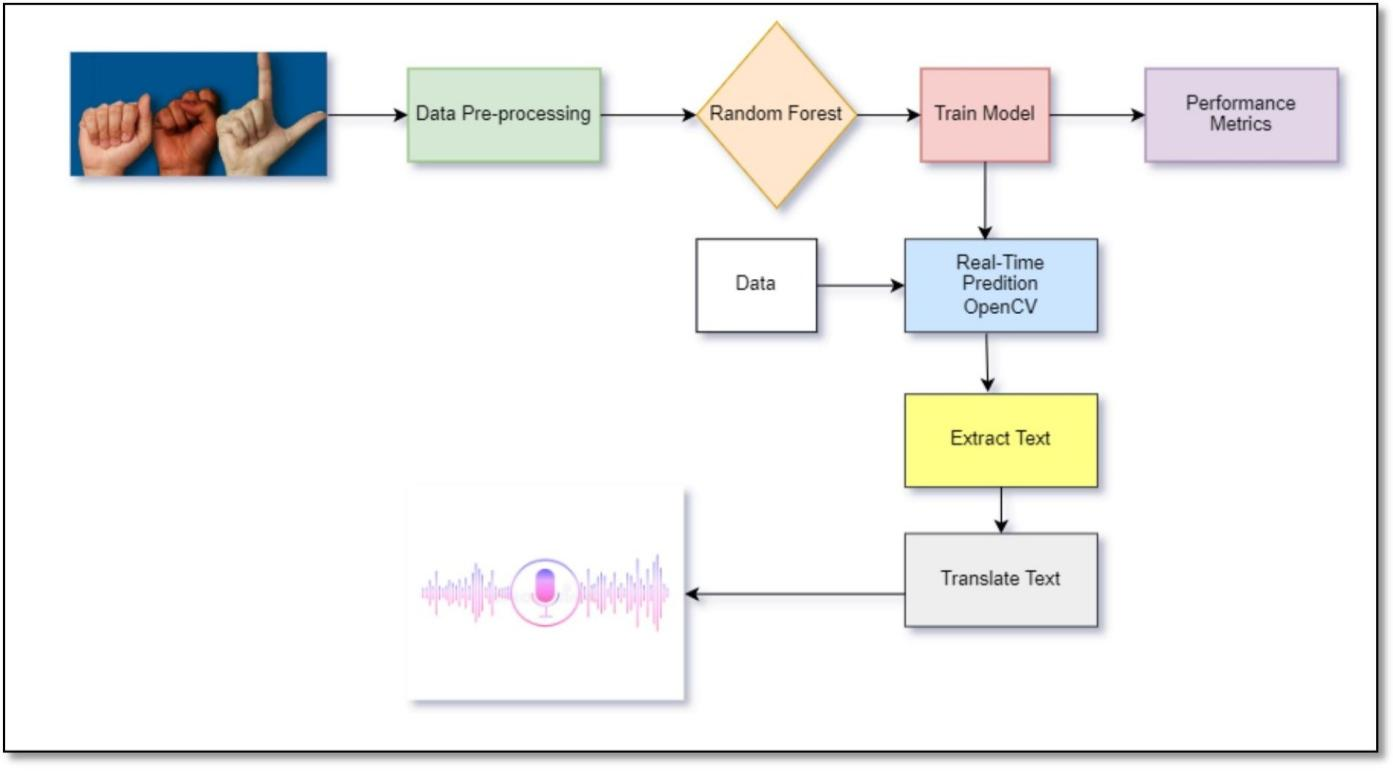 Data Pre-processing
Random Forest
Train Model
Performance
Metrics
Data
Real-Time
Predition
OpenCV
Extract Text
Translate Text